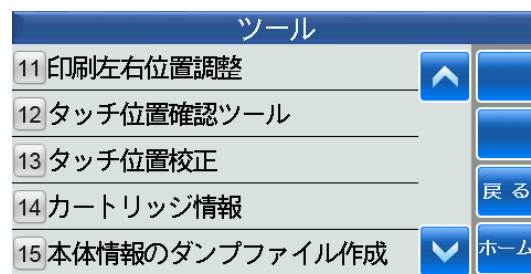 ツール
11 印刷左右位置調整
12 タッチ位置確認ツール
13 タッチ位置校正
14 カートリッジ情報
15 本体情報のダンプファイル作成
戻る
ホーム